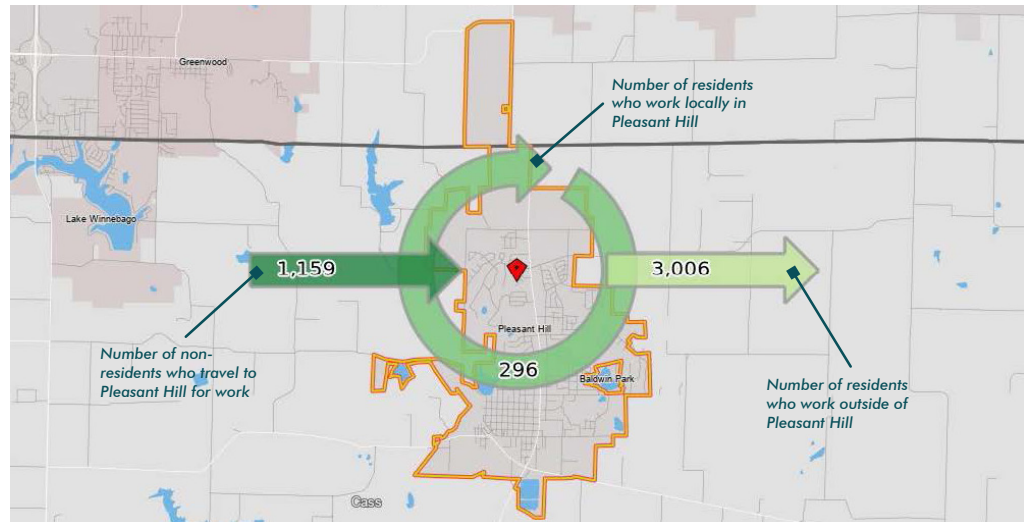 Greenwood
Number of residents
who work locally in
Pleasant Hill
Lake Winnebago
1,159
3,006
Pleasant Hill
Number of non-
residents who travel to
Pleasant Hill for work
296
Baldwin Park
Number of residents
who work outside of
Pleasant Hill
Cass